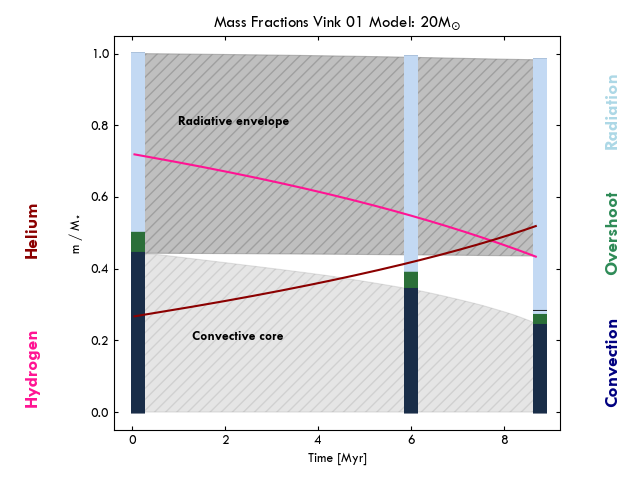 Mass Fractions Vink 01 Model: 20M⊙
1.0
0.8
0.6
0.4
0.2
0.0
m / M⋆
0
2
4
6
8
Time [Myr]
Radiative envelope
Convective core
Helium
Hydrogen
Radiation
Overshoot
Convection